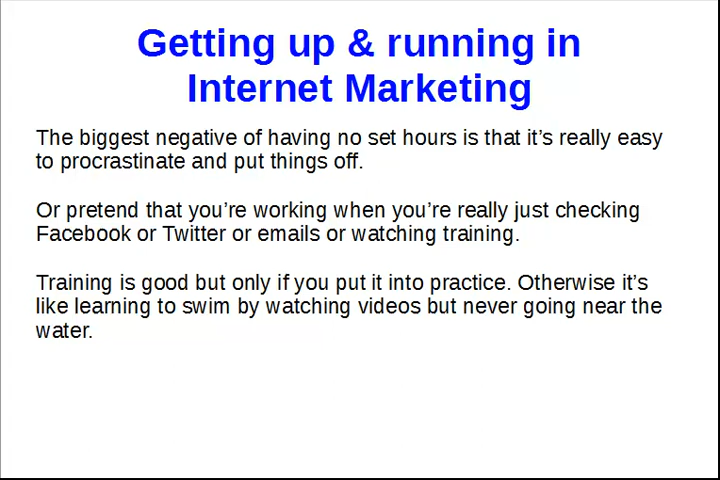 Getting up & running in
Internet Marketing
The biggest negative of having no set hours is that it’s really easy
to procrastinate and put things off.
Or pretend that you’re working when you’re really just checking
Facebook or Twitter or emails or watching training.
Training is good but only if you put it into practice. Otherwise it’s
like learning to swim by watching videos but never going near the
water.